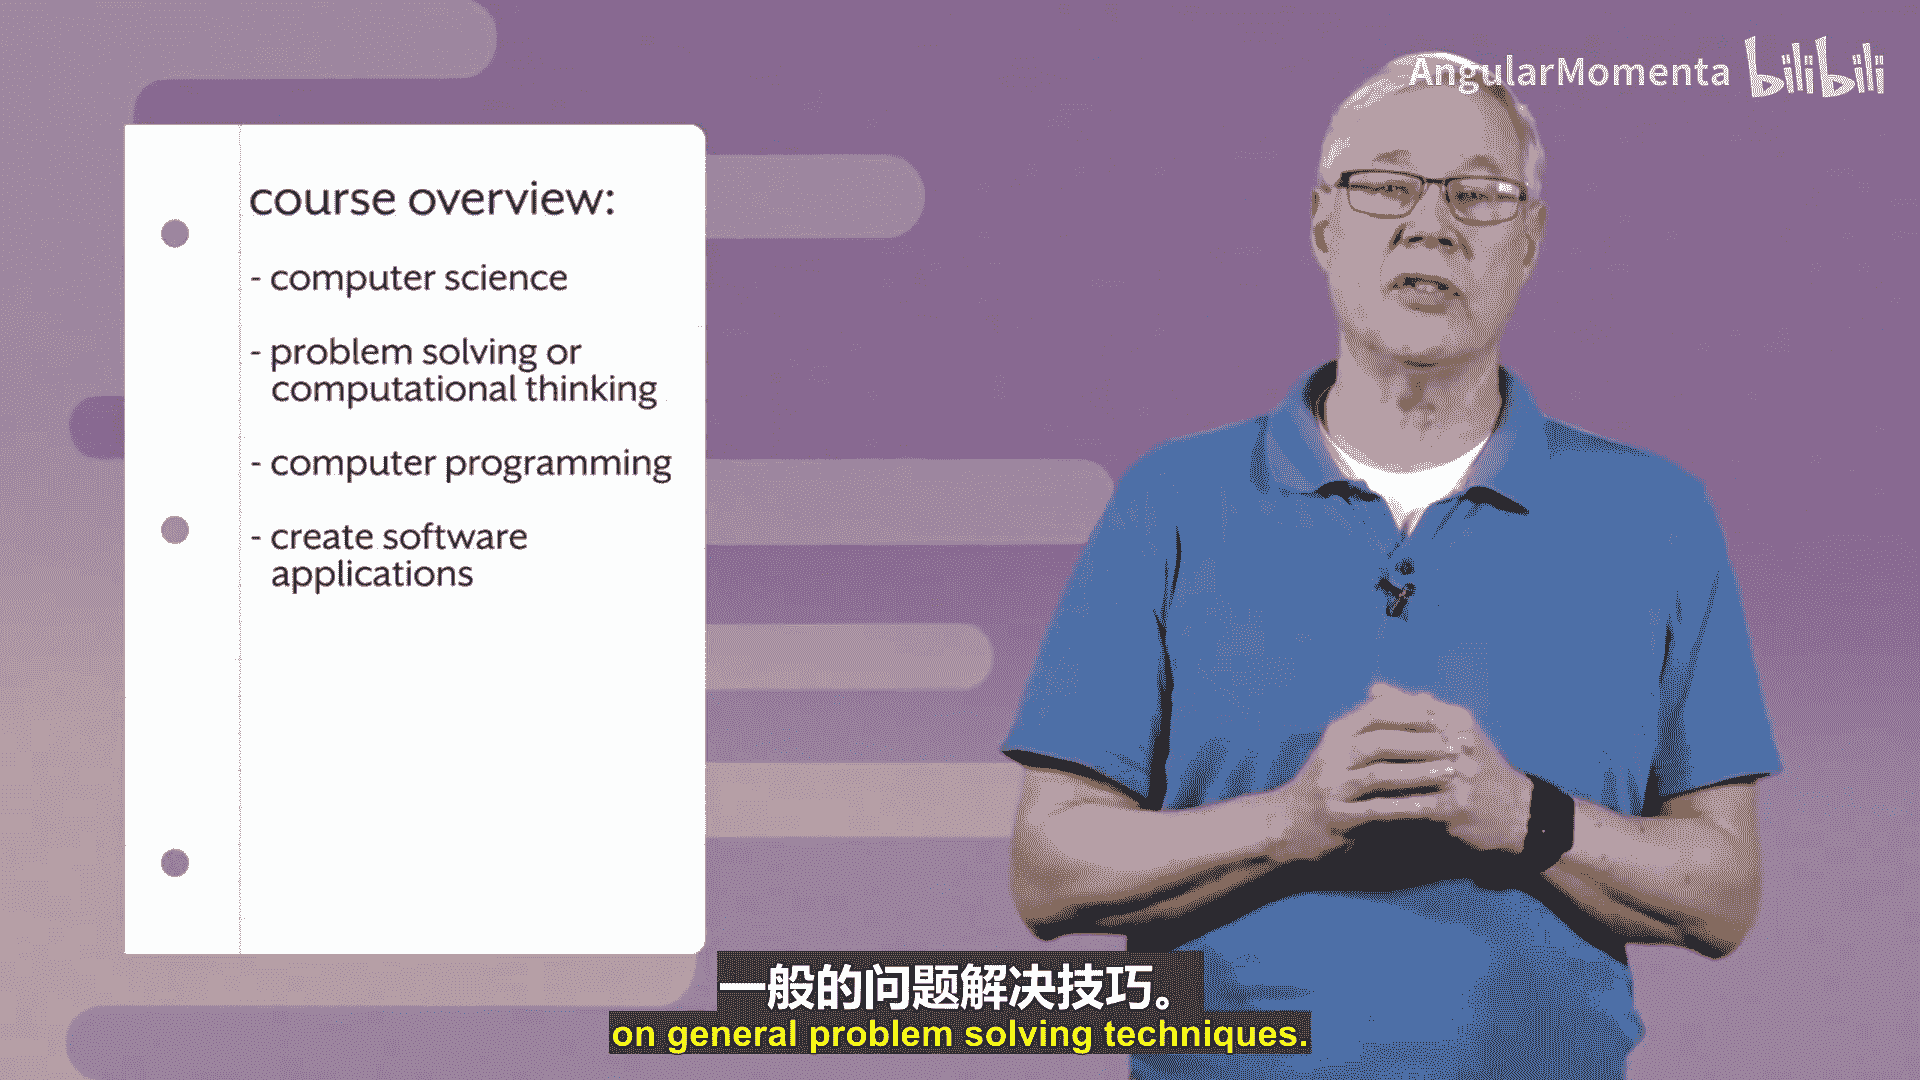 AngularMomenta bilibili
course overview:
- computer science
- problem solving or
computational thinking
- computer programming
- create software
applications
一般的问题解决技巧。
on general problem solving techniques.